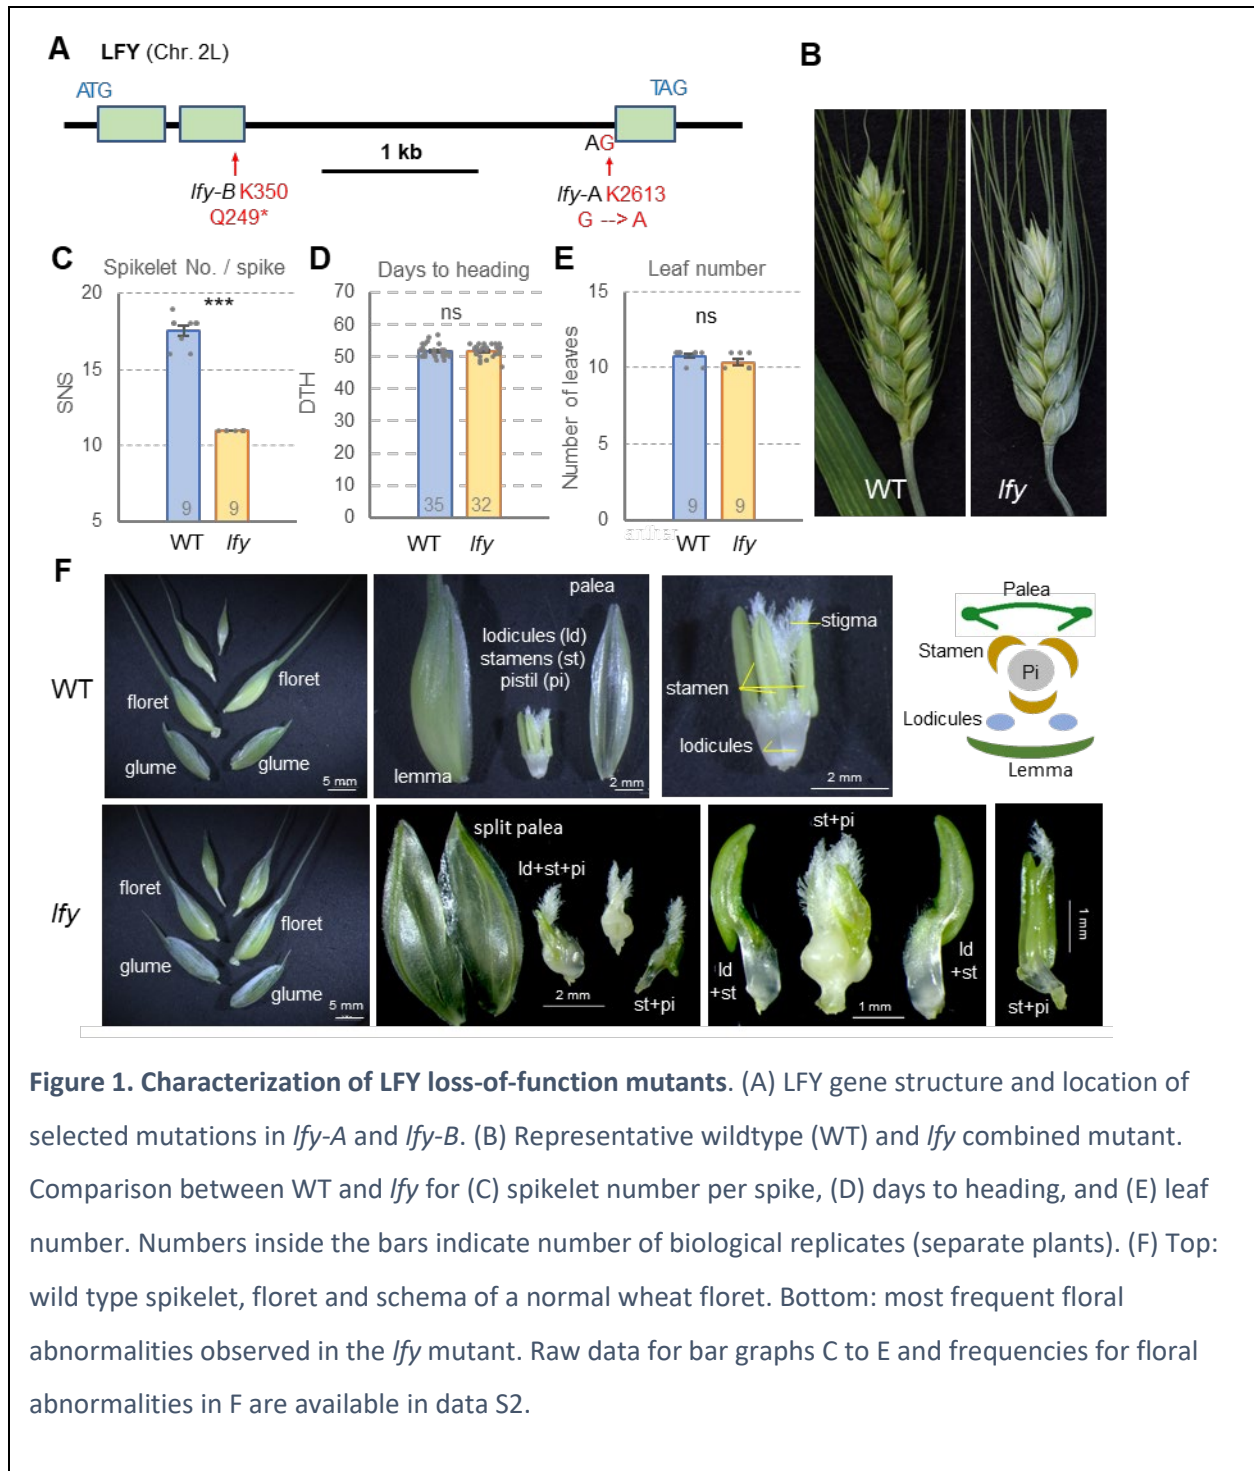 A LFY (Chr. 2L)
ATG
TAG
AG
1 kb
lfy-B K350
Q249*
lfy-A K2613
G --> A
B
WT
lfy
C Spikelet No. / spike
20
15
10
5
SNS
***
9
9
WT lfy
D Days to heading
70
60
50
40
30
20
10
0
DTH
ns
35
32
WT lfy
E Leaf number
15
10
5
0
Number of leaves
ns
9
9
anther
WT lfy
F
WT
floret
floret
glume
glume
5 mm
palea
lodicules (ld)
stamens (st)
pistil (pi)
lemma
2 mm
stigma
stamen
lodicules
2 mm
Palea
Stamen
Pi
Lodicules
Lemma
lfy
floret
floret
glume
glume
5 mm
split palea
ld+st+pi
2 mm
st+pi
st+pi
ld
+st
ld
+st
1 mm
1 mm
st+pi
Figure 1. Characterization of LFY loss-of-function mutants. (A) LFY gene structure and location of
selected mutations in lfy-A and lfy-B. (B) Representative wildtype (WT) and lfy combined mutant.
Comparison between WT and lfy for (C) spikelet number per spike, (D) days to heading, and (E) leaf
number. Numbers inside the bars indicate number of biological replicates (separate plants). (F) Top:
wild type spikelet, floret and schema of a normal wheat floret. Bottom: most frequent floral
abnormalities observed in the lfy mutant. Raw data for bar graphs C to E and frequencies for floral
abnormalities in F are available in data S2.